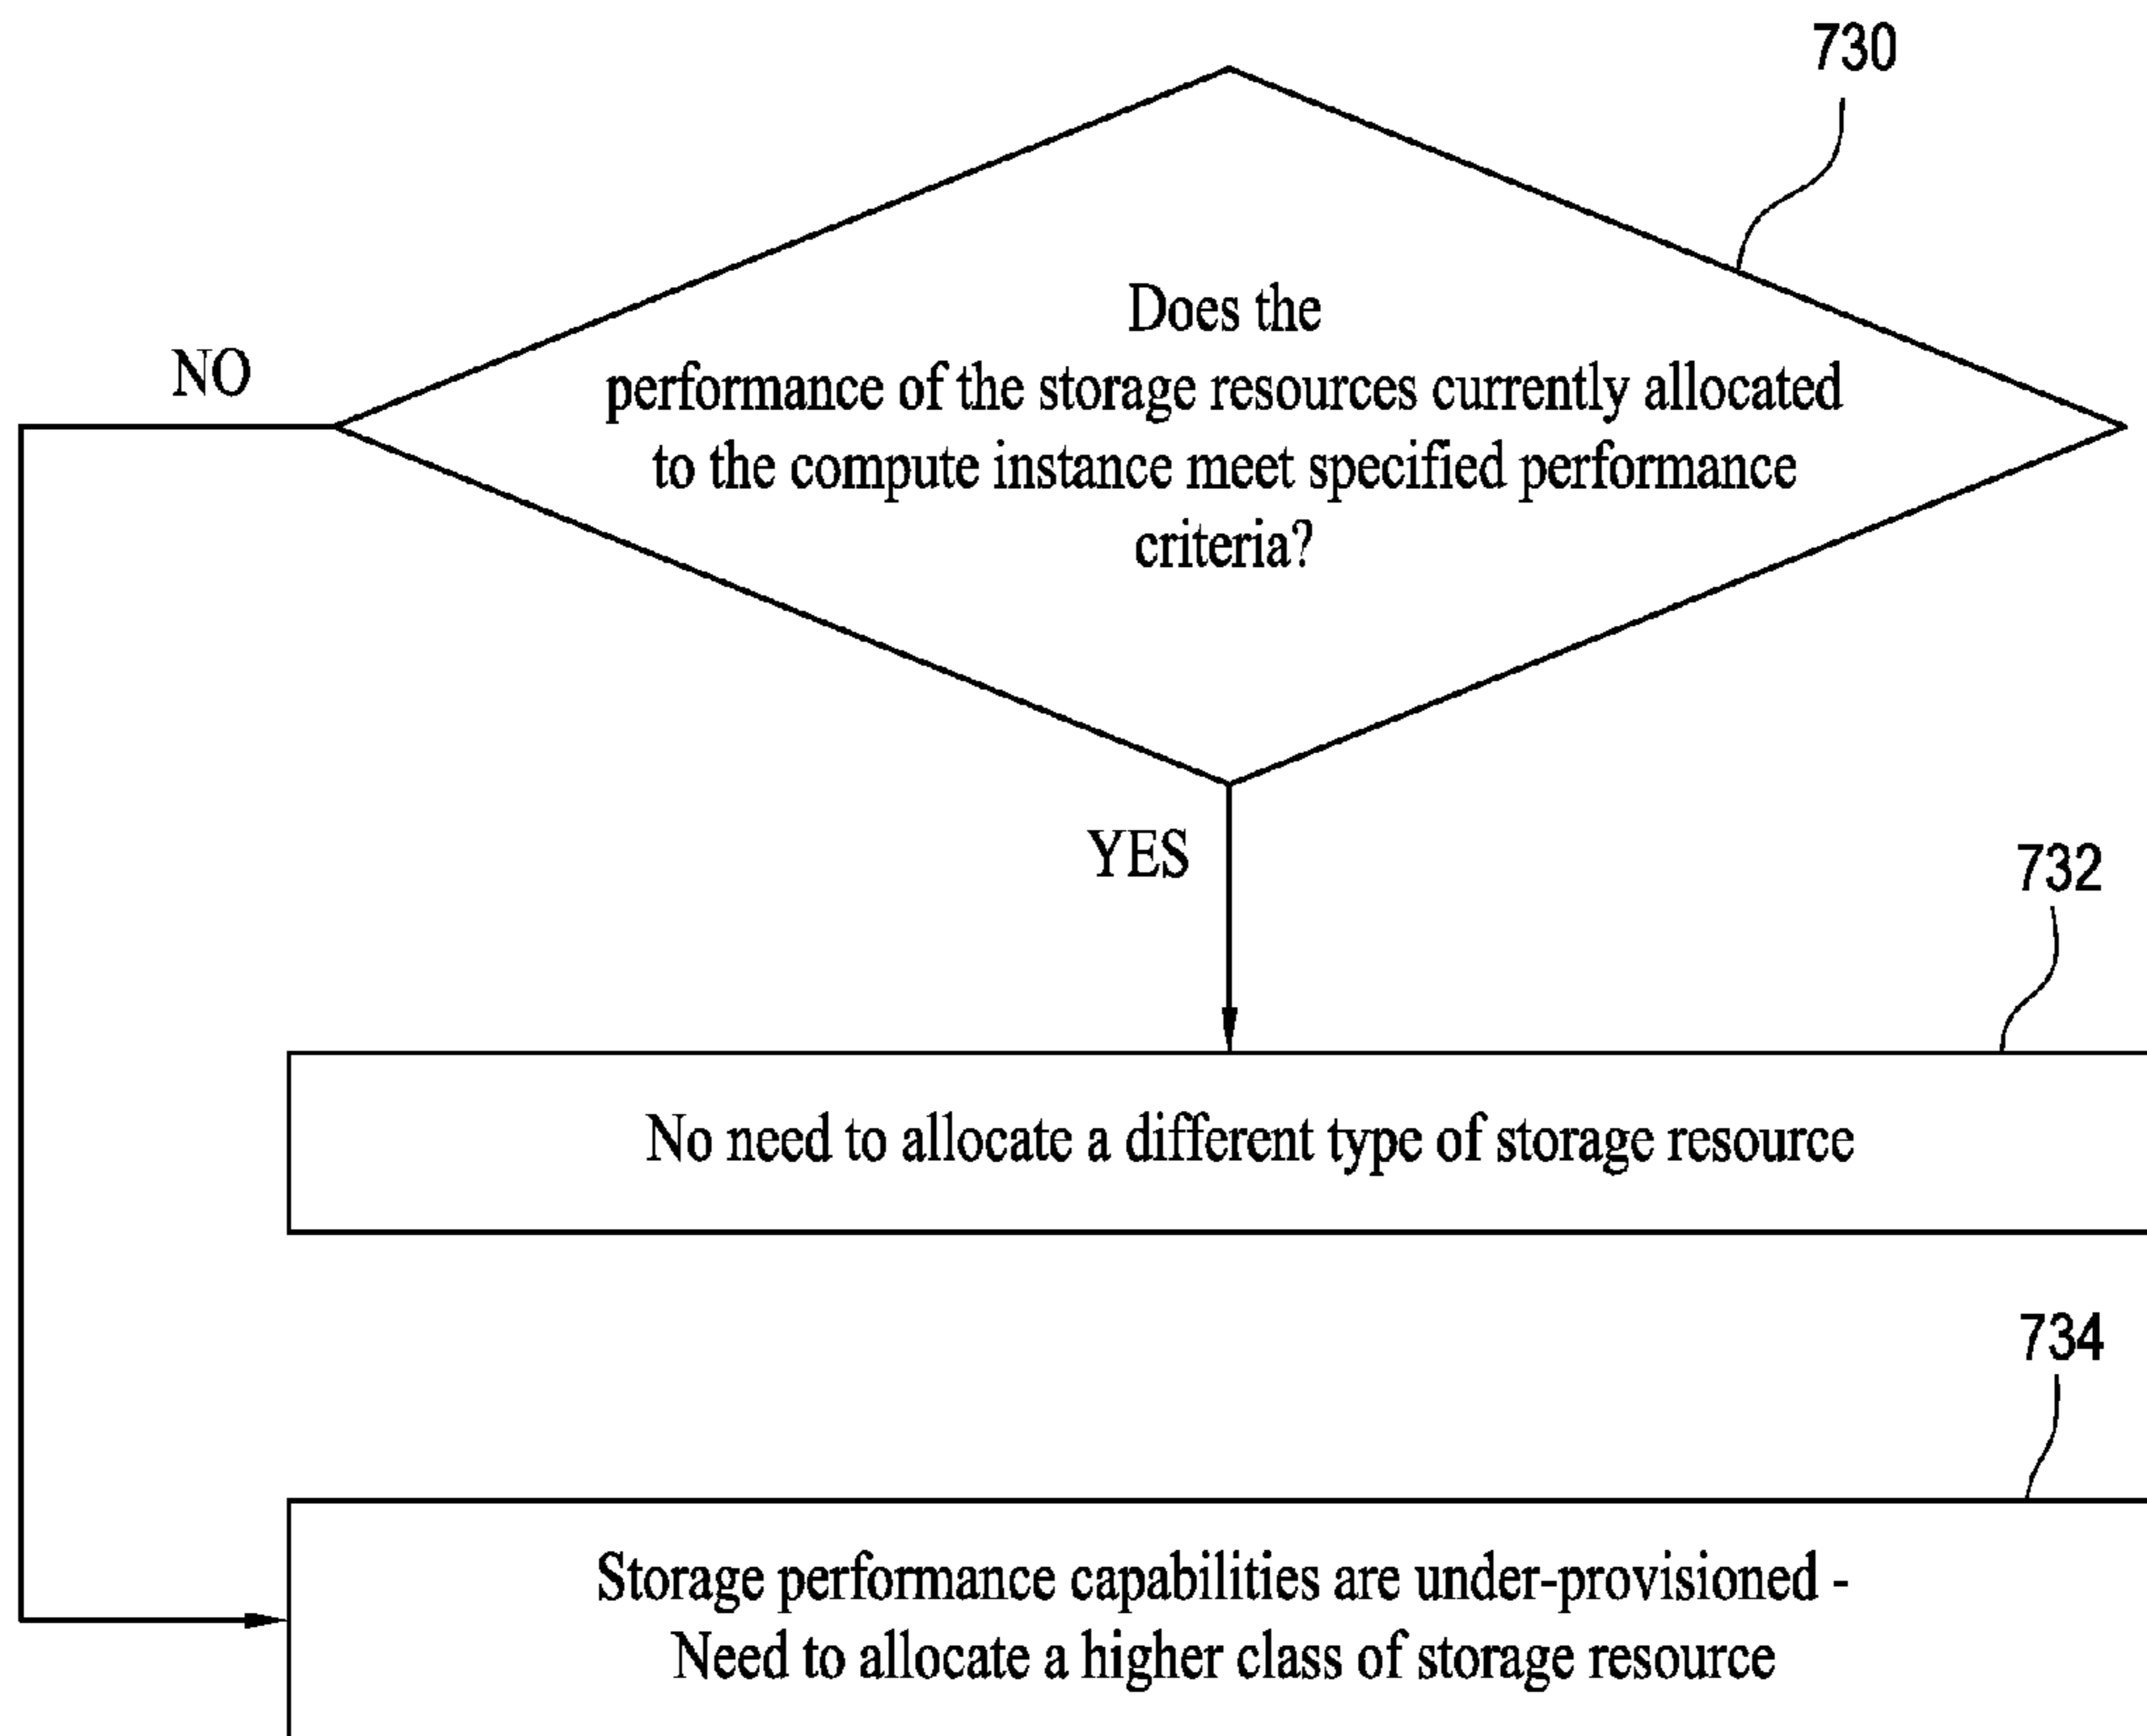 730
Does the
performance of the storage resources currently allocated
to the compute instance meet specified performance
criteria?
NO
YES
732
No need to allocate a different type of storage resource
734
Storage performance capabilities are under-provisioned -
Need to allocate a higher class of storage resource